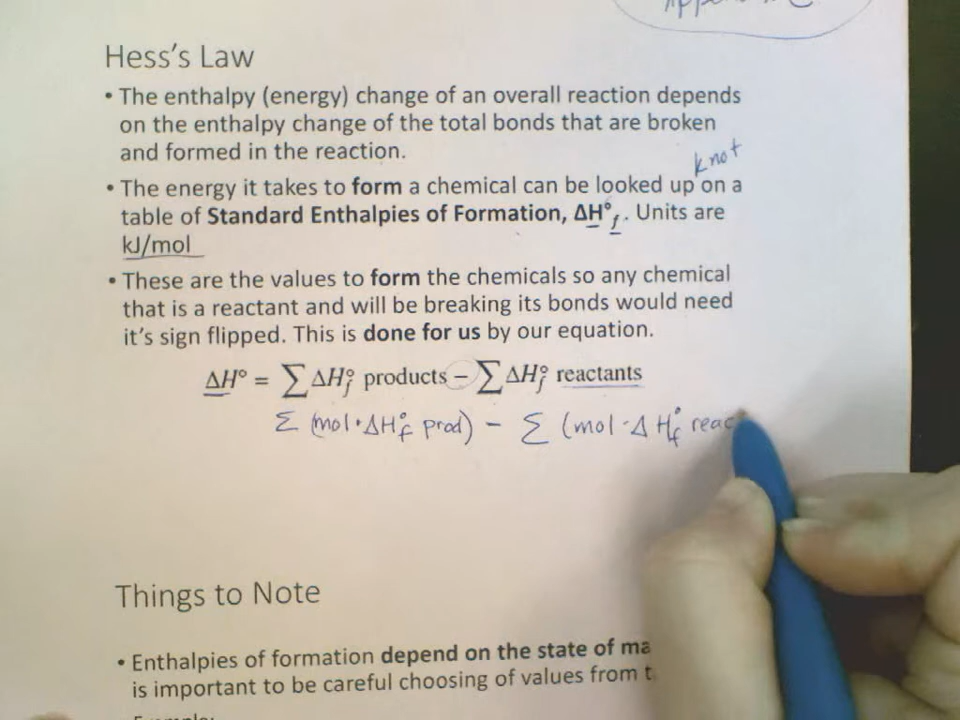 Appendix C
Hess's Law
• The enthalpy (energy) change of an overall reaction depends
on the enthalpy change of the total bonds that are broken
and formed in the reaction.
knot
• The energy it takes to form a chemical can be looked up on a
table of Standard Enthalpies of Formation, ΔH°f. Units are
kJ/mol
• These are the values to form the chemicals so any chemical
that is a reactant and will be breaking its bonds would need
it's sign flipped. This is done for us by our equation.
ΔH° = ∑ ΔH°f products – ∑ ΔH°f reactants
Σ (mol · ΔH°f prod) – Σ (mol · ΔH°f reac
Things to Note
• Enthalpies of formation depend on the state of ma
is important to be careful choosing of values from t
Example: